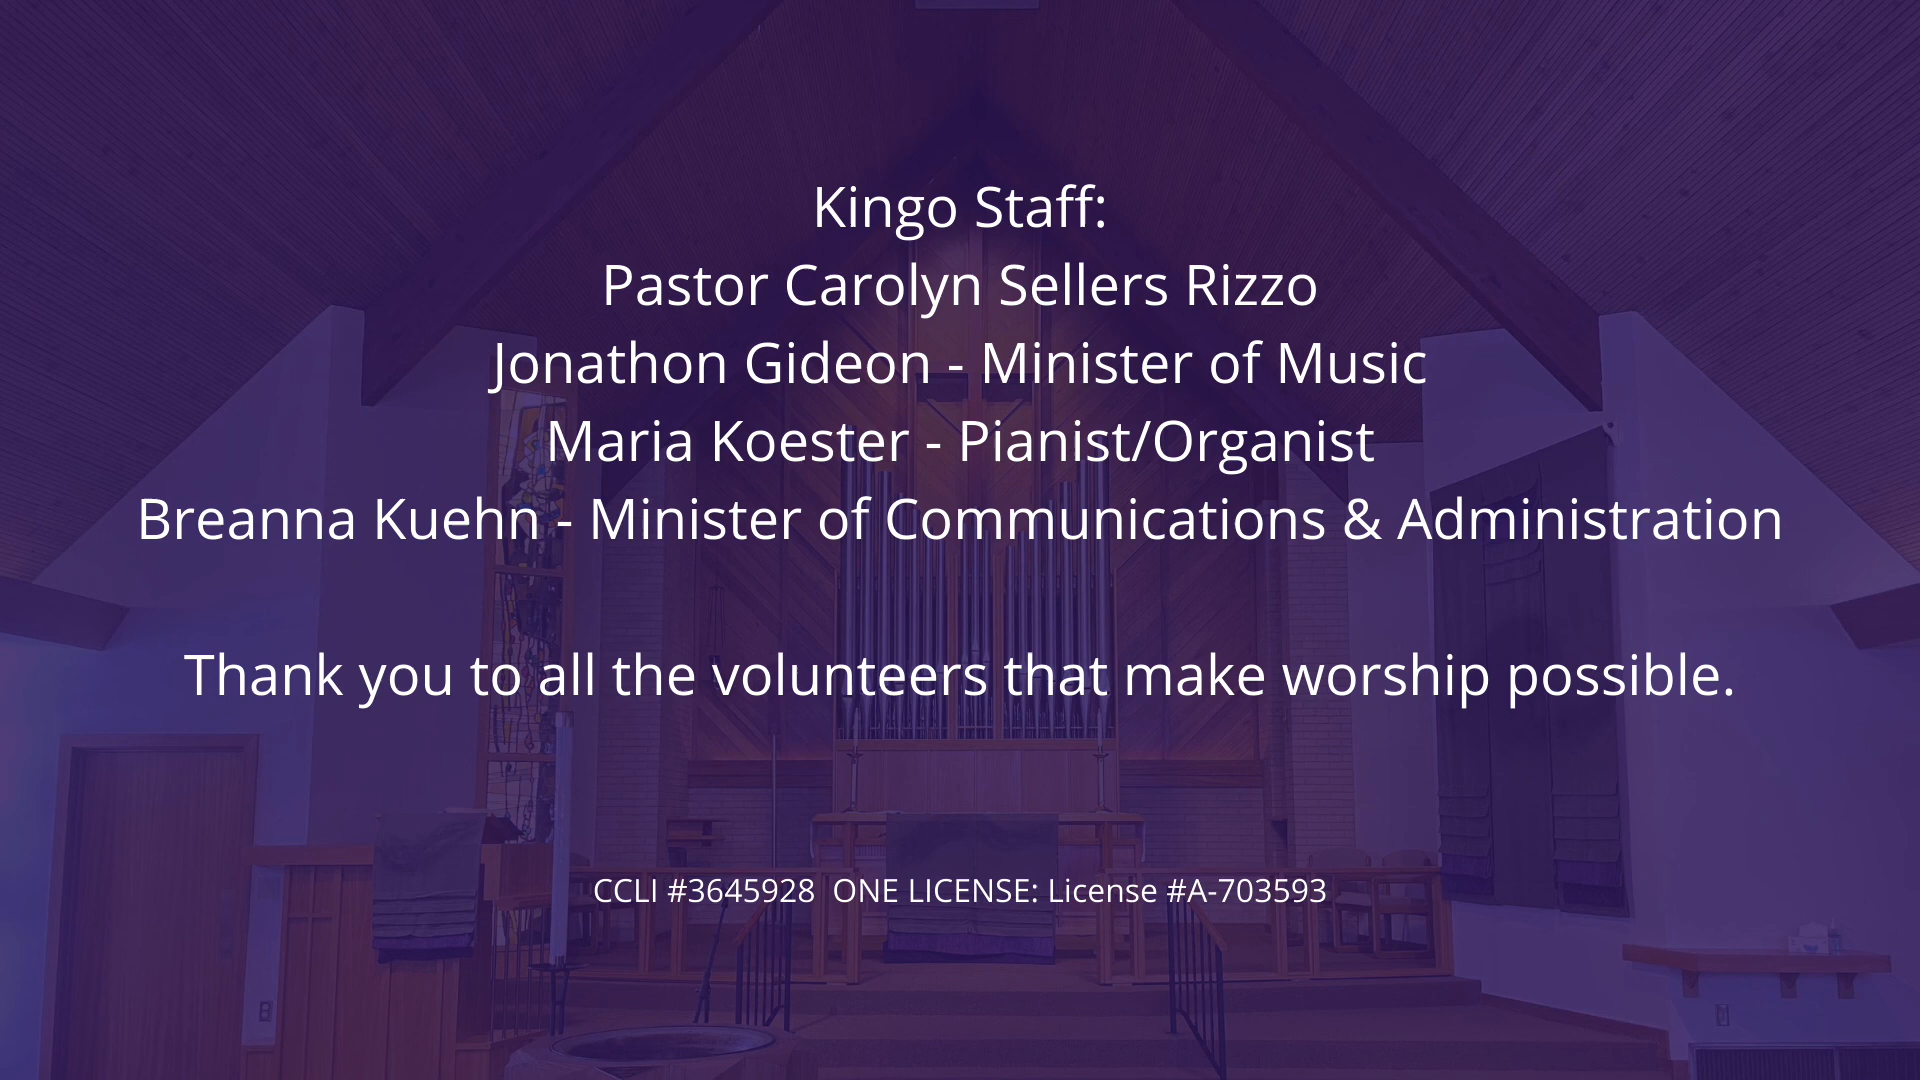 Kingo Staff:
Pastor Carolyn Sellers Rizzo
Jonathon Gideon - Minister of Music
Maria Koester - Pianist/Organist
Breanna Kuehn - Minister of Communications & Administration
Thank you to all the volunteers that make worship possible.
CCLI #3645928  ONE LICENSE: License #A-703593